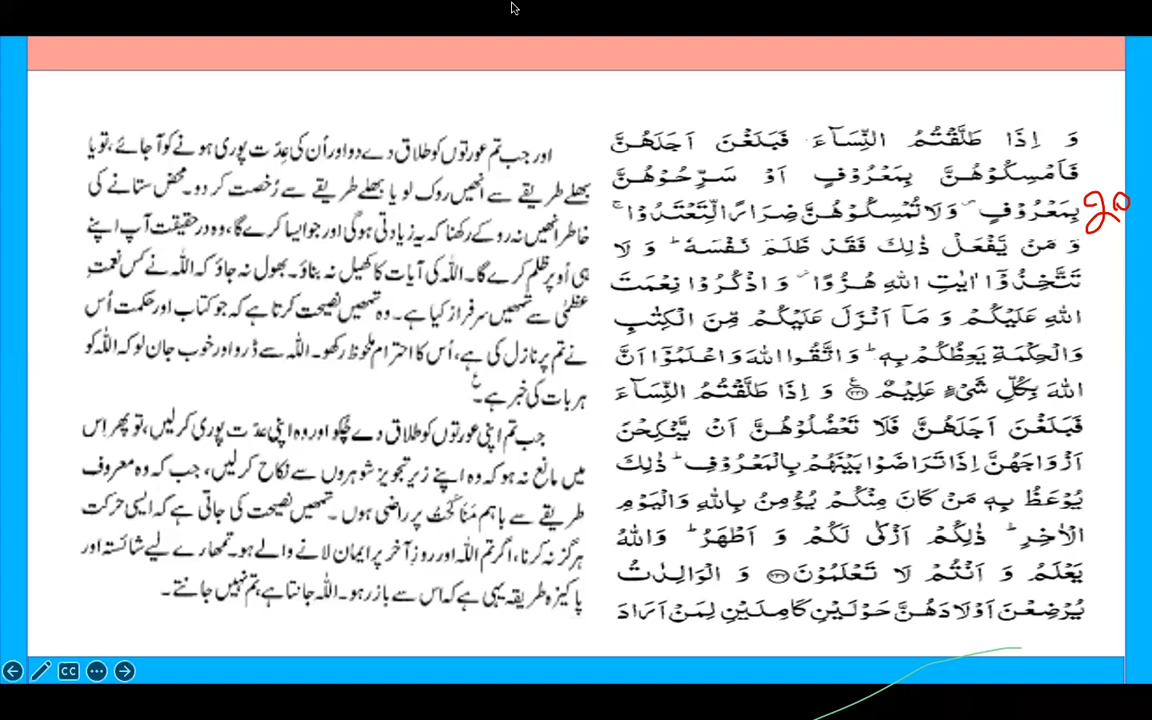 وَ اِذَا طَلَّقْتُمُ النِّسَآءَ فَبَلَغْنَ اَجَلَهُنَّ
فَاَمْسِكُوْهُنَّ بِمَعْرُوْفٍ اَوْ سَرِّحُوْهُنَّ
بِمَعْرُوْفٍ ۪ وَلَا تُمْسِكُوْهُنَّ ضِرَارًا لِّتَعْتَدُوْا ۚ
وَ مَنْ یَّفْعَلْ ذٰلِكَ فَقَدْ ظَلَمَ نَفْسَهٗ ؕ وَ لَا
تَتَّخِذُوْۤا اٰیٰتِ اللّٰهِ هُزُوًا ؗ وَ اذْكُرُوْا نِعْمَتَ
اللّٰهِ عَلَیْكُمْ وَ مَاۤ اَنْزَلَ عَلَیْكُمْ مِّنَ الْكِتٰبِ
وَالْحِكْمَةِ یَعِظُكُمْ بِهٖ ؕ وَاتَّقُوا اللّٰهَ وَاعْلَمُوْۤا اَنَّ
اللّٰهَ بِكُلِّ شَیْءٍ عَلِیْمٌ ﴿۲۳۱﴾ وَ اِذَا طَلَّقْتُمُ النِّسَآءَ
فَبَلَغْنَ اَجَلَهُنَّ فَلَا تَعْضُلُوْهُنَّ اَنْ یَّنْكِحْنَ
اَزْوَاجَهُنَّ اِذَا تَرَاضَوْا بَیْنَهُمْ بِالْمَعْرُوْفِ ؕ ذٰلِكَ
یُوْعَظُ بِهٖ مَنْ كَانَ مِنْكُمْ یُؤْمِنُ بِاللّٰهِ وَالْیَوْمِ
الْاٰخِرِ ؕ ذٰلِكُمْ اَزْكٰی لَكُمْ وَ اَطْهَرُ ؕ وَاللّٰهُ
یَعْلَمُ وَ اَنْتُمْ لَا تَعْلَمُوْنَ ﴿۲۳۲﴾ وَ الْوَالِدٰتُ
یُرْضِعْنَ اَوْلَادَهُنَّ حَوْلَیْنِ كَامِلَیْنِ لِمَنْ اَرَادَ
اور جب تم عورتوں کو طلاق دے دو اور اُن کی عِدّت پوری ہونے کو آ جائے، تو یا
بھلے طریقے سے انھیں روک لو یا بھلے طریقے سے رُخصت کر دو۔ محض ستانے کی
خاطر انھیں نہ روکے رکھنا کہ یہ زیادتی ہوگی اور جو ایسا کرے گا، وہ درحقیقت آپ اپنے
ہی اُوپر ظلم کرے گا۔ اللہ کی آیات کا کھیل نہ بناؤ۔ بھول نہ جاؤ کہ اللہ نے کس نعمتِ
عظمٰی سے تمھیں سرفراز کیا ہے۔ وہ تمھیں نصیحت کرتا ہے کہ جو کتاب اور حکمت اُس
نے تم پر نازل کی ہے، اُس کا احترام ملحوظ رکھو۔ اللہ سے ڈرو اور خوب جان لو کہ اللہ کو
ہر بات کی خبر ہے۔ ع
جب تم اپنی عورتوں کو طلاق دے چکو اور وہ اپنی عدّت پوری کرلیں، تو پھر اِس
میں مانع نہ ہو کہ وہ اپنے زیرِ تجویز شوہروں سے نکاح کرلیں، جب کہ وہ معروف
طریقے سے باہم مُناکحت پر راضی ہوں۔ تمھیں نصیحت کی جاتی ہے کہ ایسی حرکت
ہرگز نہ کرنا، اگر تم اللہ اور روزِ آخر پر ایمان لانے والے ہو۔ تمھارے لیے شائستہ اور
پاکیزہ طریقہ یہی ہے کہ اس سے باز رہو۔ اللہ جانتا ہے، تم نہیں جانتے۔
CC